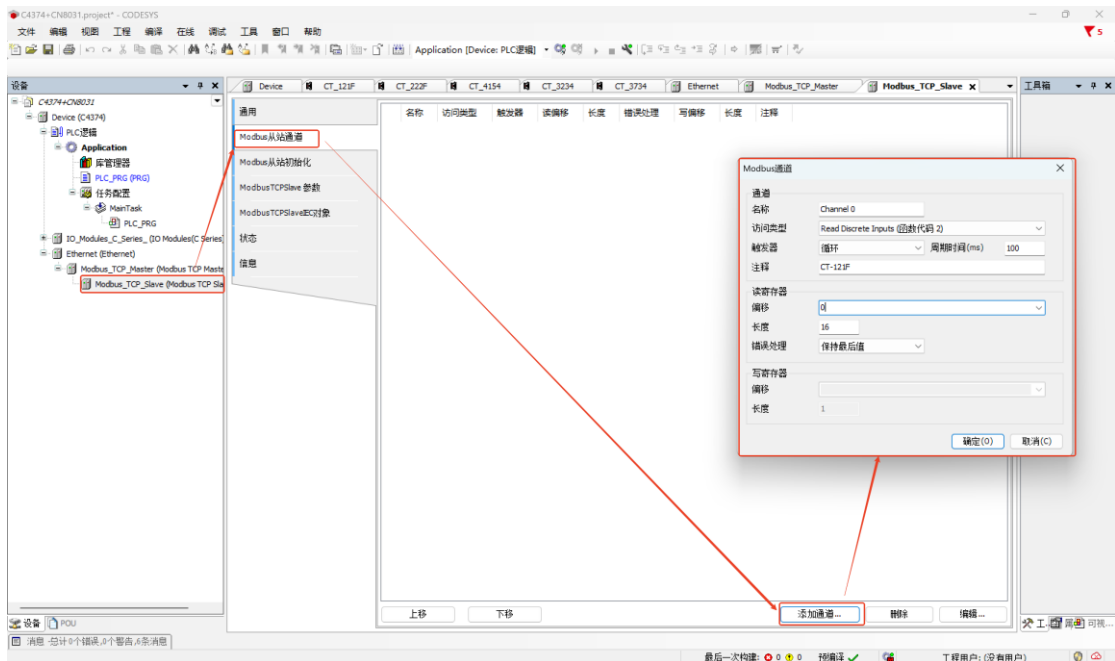 C4374+CN8031.project* - CODESYS
文件 编辑 视图 工程 编译 在线 调试 工具 窗口 帮助
5
Application [Device: PLC逻辑]
设备
C4374+CN8031
Device (C4374)
PLC逻辑
Application
库管理器
PLC_PRG (PRG)
任务配置
MainTask
PLC_PRG
IO_Modules_C_Series_ (IO Modules(C Series
Ethernet (Ethernet)
Modbus_TCP_Master (Modbus TCP Maste
Modbus_TCP_Slave (Modbus TCP Sla
Device CT_121F CT_222F CT_4154 CT_3234 CT_3734 Ethernet Modbus_TCP_Master Modbus_TCP_Slave
工具箱
通用
Modbus从站通道
Modbus从站初始化
ModbusTCPSlave 参数
ModbusTCPSlaveIEC对象
状态
信息
名称 访问类型 触发器 读偏移 长度 错误处理 写偏移 长度 注释
Modbus通道
通道
名称 Channel 0
访问类型 Read Discrete Inputs (函数代码 2)
触发器 循环 周期时间(ms) 100
注释 CT-121F
读寄存器
偏移 0
长度 16
错误处理 保持最后值
写寄存器
偏移
长度 1
确定(O) 取消(C)
上移 下移 添加通道... 删除 编辑...
设备 POU
工. 属 可视...
消息 -总计0个错误,0个警告,6条消息
最后一次构建: 0 0 预编译 工程用户: (没有用户)